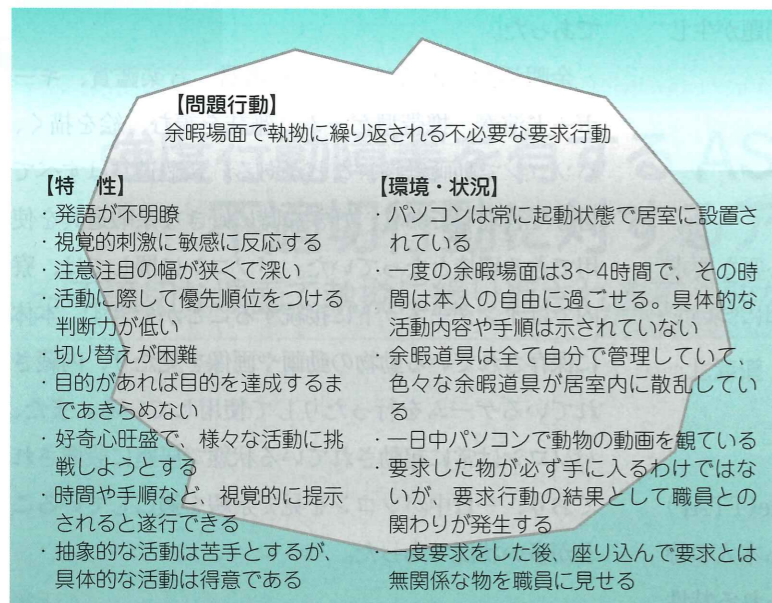 【問題行動】
余暇場面で執拗に繰り返される不必要な要求行動
【特　性】
・発語が不明瞭
・視覚的刺激に敏感に反応する
・注意注目の幅が狭くて深い
・活動に際して優先順位をつける
判断力が低い
・切り替えが困難
・目的があれば目的を達成するま
であきらめない
・好奇心旺盛で、様々な活動に挑
戦しようとする
・時間や手順など、視覚的に提示
されると遂行できる
・抽象的な活動は苦手とするが、
具体的な活動は得意である
【環境・状況】
・パソコンは常に起動状態で居室に設置さ
れている
・一度の余暇場面は3〜4時間で、その時
間は本人の自由に過ごせる。具体的な
活動内容や手順は示されていない
・余暇道具は全て自分で管理していて、
色々な余暇道具が居室内に散乱してい
る
・一日中パソコンで動物の動画を観ている
・要求した物が必ず手に入るわけではな
いが、要求行動の結果として職員との
関わりが発生する
・一度要求をした後、座り込んで要求とは
無関係な物を職員に見せる